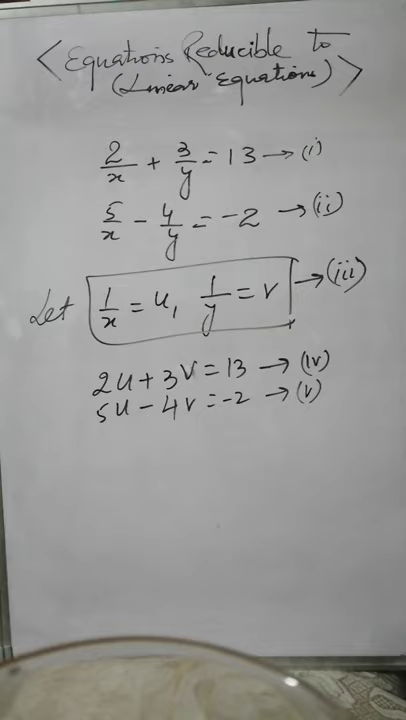 < Equations Reducible to
(Linear Equations) >
2/x + 3/y = 13 → (i)
5/x - 4/y = -2 → (ii)
Let 1/x = u, 1/y = v → (iii)
2u + 3v = 13 → (iv)
5u - 4v = -2 → (v)